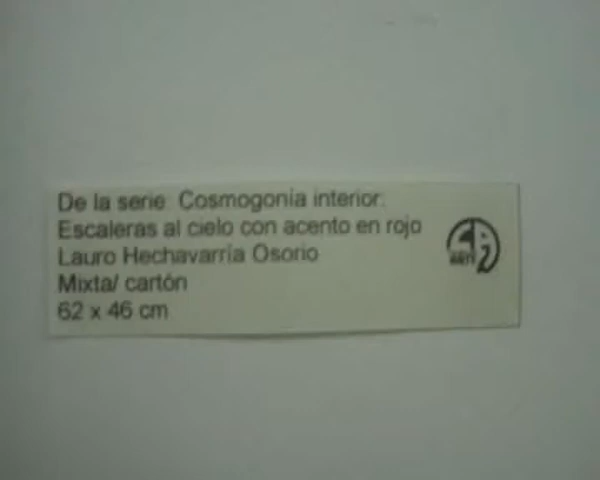 De la serie: Cosmogonía interior.
Escaleras al cielo con acento en rojo
Lauro Hechavarría Osorio
Mixta/ cartón
62 x 46 cm